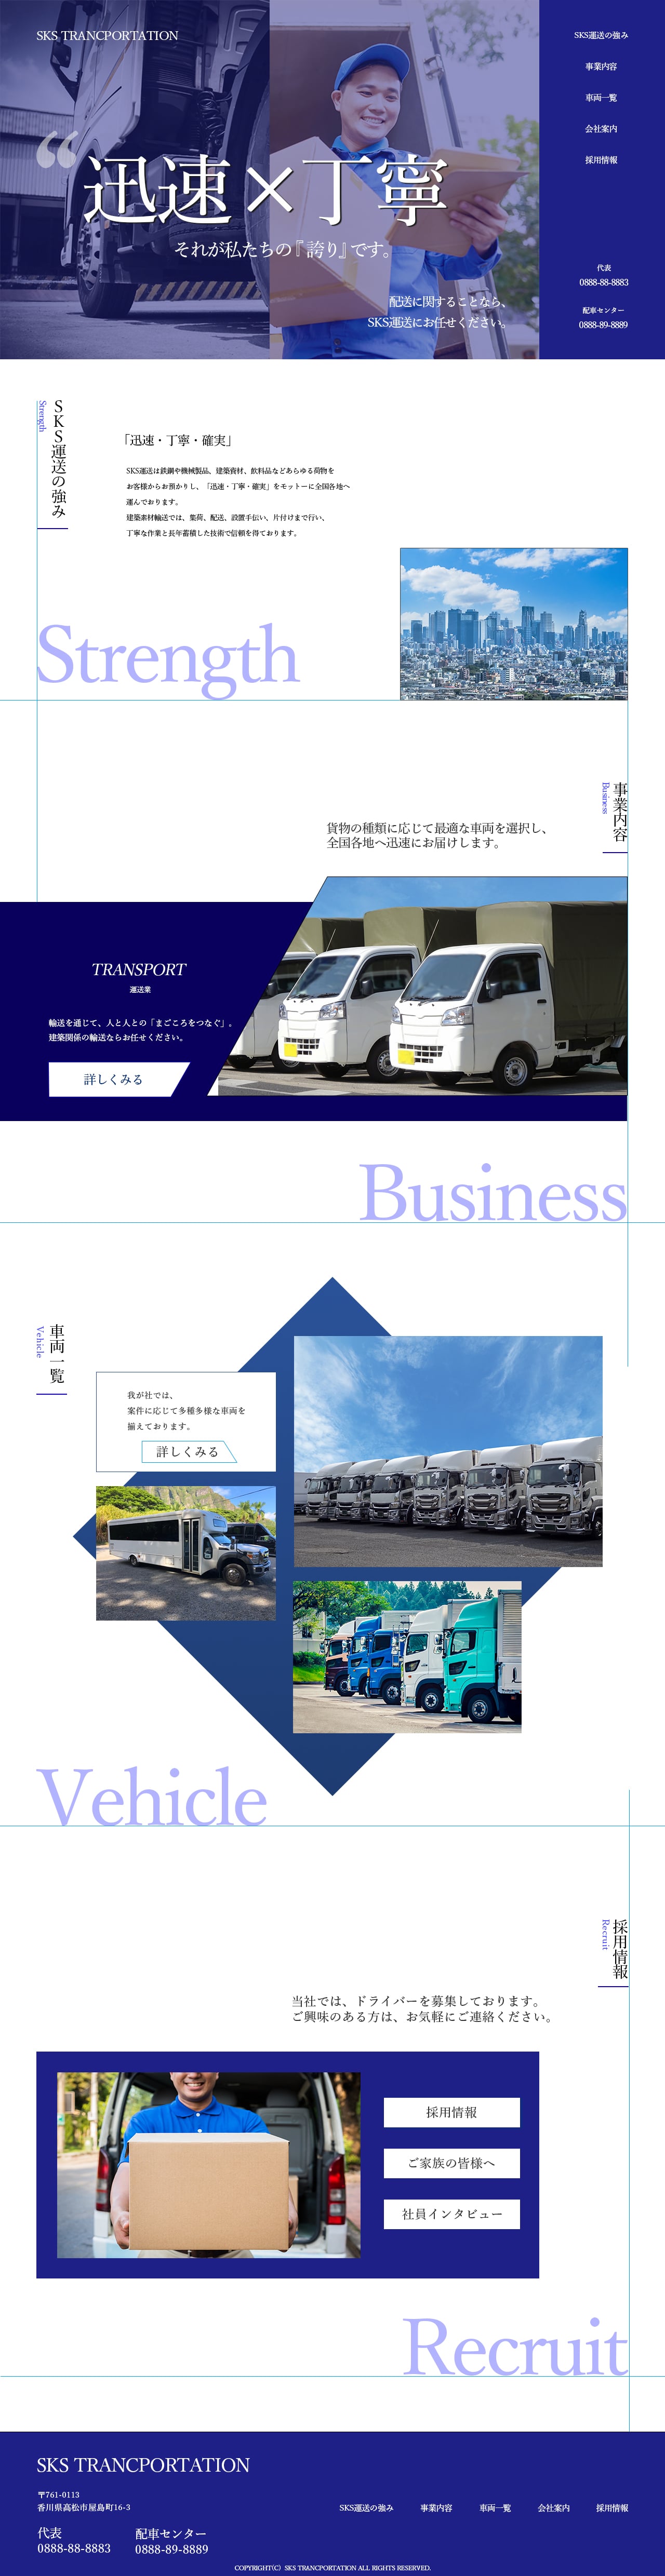 SKS TRANCPORTATION
SKS運送の強み
事業内容
車両一覧
会社案内
採用情報
代表
0888-88-8883
配車センター
0888-89-8889
“
迅速×丁寧
それが私たちの『誇り』です。
配送に関することなら、
SKS運送にお任せください。
SKS運送の強み
Strength
「迅速・丁寧・確実」
SKS運送は鉄鋼や機械製品、建築資材、飲料品などあらゆる荷物を
お客様からお預かりし、「迅速・丁寧・確実」をモットーに全国各地へ
運んでおります。
建築素材輸送では、集荷、配送、設置手伝い、片付けまで行い、
丁寧な作業と長年蓄積した技術で信頼を得ております。
Strength
事業内容
Business
貨物の種類に応じて最適な車両を選択し、
全国各地へ迅速にお届けします。
TRANSPORT
運送業
輸送を通じて、人と人との「まごころをつなぐ」。
建築関係の輸送ならお任せください。
詳しくみる
Business
車両一覧
Vehicle
我が社では、
案件に応じて多種多様な車両を
揃えております。
詳しくみる
Vehicle
採用情報
Recruit
当社では、ドライバーを募集しております。
ご興味のある方は、お気軽にご連絡ください。
採用情報
ご家族の皆様へ
社員インタビュー
Recruit
SKS TRANCPORTATION
〒761-0113
香川県高松市屋島町16-3
代表
0888-88-8883
配車センター
0888-89-8889
SKS運送の強み 事業内容 車両一覧 会社案内 採用情報
COPYRIGHT(C) SKS TRANCPORTATION ALL RIGHTS RESERVED.